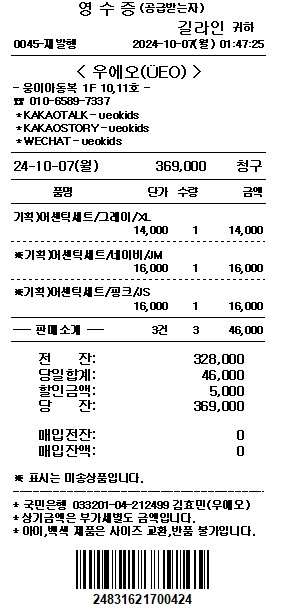 영 수 증(공급받는자)
길라인 귀하
0045-재발행 2024-10-07(월) 01:47:25
< 우에오(ÜEO) >
- 웅이아동복 1F 10,11호 -
☎ 010-6589-7337
*KAKAOTALK-ueokids
*KAKAOSTORY-ueokids
*WECHAT-ueokids
24-10-07(월) 369,000 청구
품명 단가 수량 금액
기획)어센틱세트/그레이/XL
14,000 1 14,000
※기획)어센틱세트/네이비/JM
16,000 1 16,000
※기획)어센틱세트/핑크/JS
16,000 1 16,000
── 판매소계 ── 3건 3 46,000
전 잔: 328,000
당일합계: 46,000
할인금액: 5,000
당 잔: 369,000
매입전잔: 0
매입잔액: 0
※ 표시는 미송상품입니다.
* 국민은행 033201-04-212499 김효민(우에오)
*상기금액은 부가세별도 금액입니다.
*아이,백색 제품은 사이즈 교환,반품 불가입니다.
24831621700424